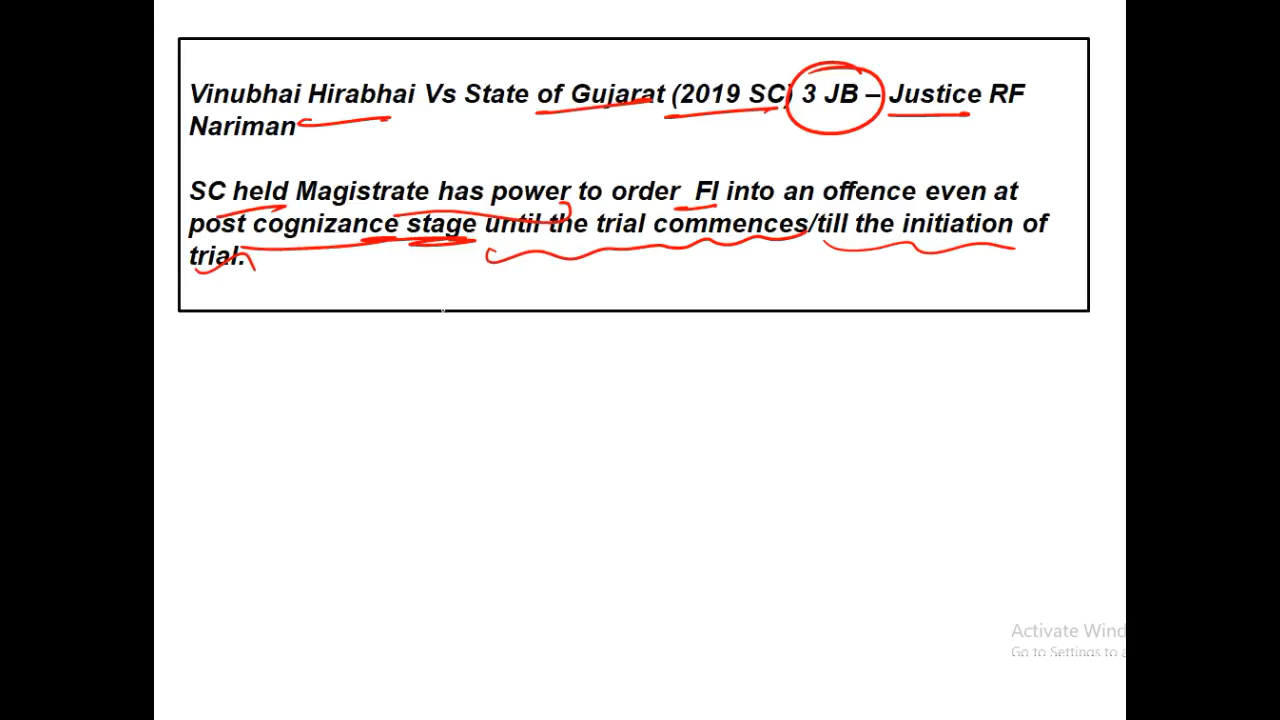 Vinubhai Hirabhai Vs State of Gujarat (2019 SC) 3 JB – Justice RF
Nariman
SC held Magistrate has power to order FI into an offence even at
post cognizance stage until the trial commences/till the initiation of
trial.
Activate Wind
Go to Settings to a